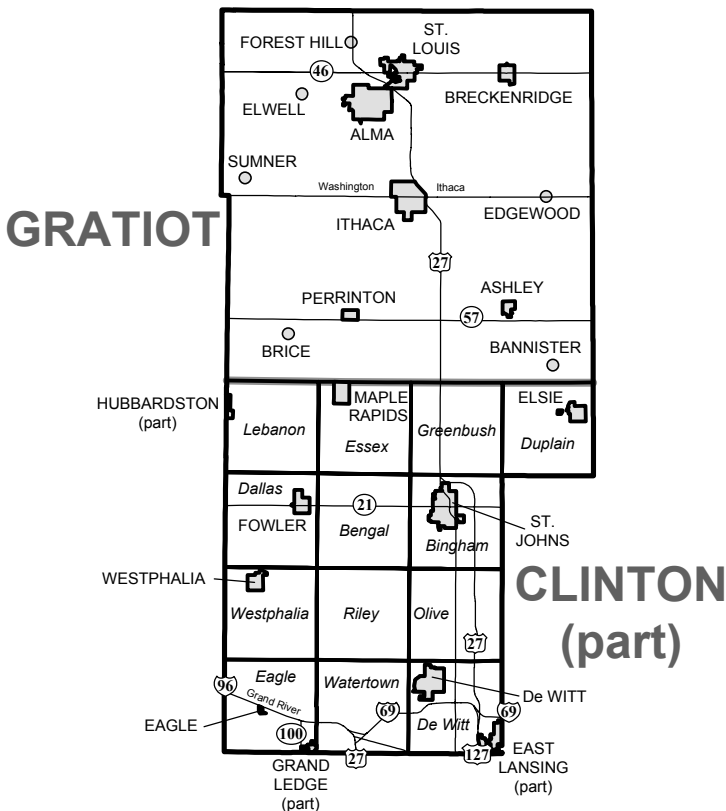 FOREST HILL
ST.
LOUIS
46
BRECKENRIDGE
ELWELL
ALMA
SUMNER
Washington
Ithaca
GRATIOT
ITHACA
EDGEWOOD
27
ASHLEY
PERRINTON
57
BRICE
BANNISTER
HUBBARDSTON
(part)
MAPLE
RAPIDS
ELSIE
Lebanon
Essex
Greenbush
Duplain
Dallas
21
FOWLER
Bengal
Bingham
ST.
JOHNS
WESTPHALIA
CLINTON
(part)
Westphalia
Riley
Olive
27
Eagle
Watertown
96
Grand River
De WITT
69
69
EAGLE
De Witt
100
27
127
GRAND
LEDGE
(part)
EAST
LANSING
(part)